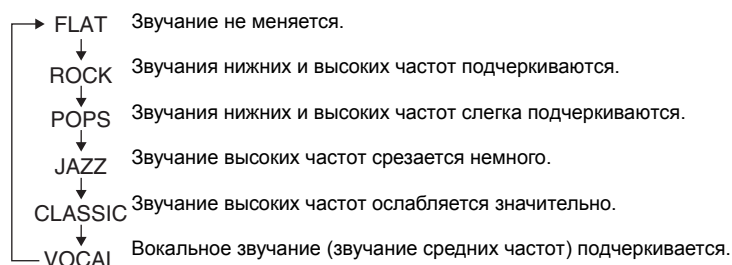 FLAT Звучание не меняется.
ROCK Звучания нижних и высоких частот подчеркиваются.
POPS Звучания нижних и высоких частот слегка подчеркиваются.
JAZZ Звучание высоких частот срезается немного.
CLASSIC Звучание высоких частот ослабляется значительно.
VOCAL Вокальное звучание (звучание средних частот) подчеркивается.